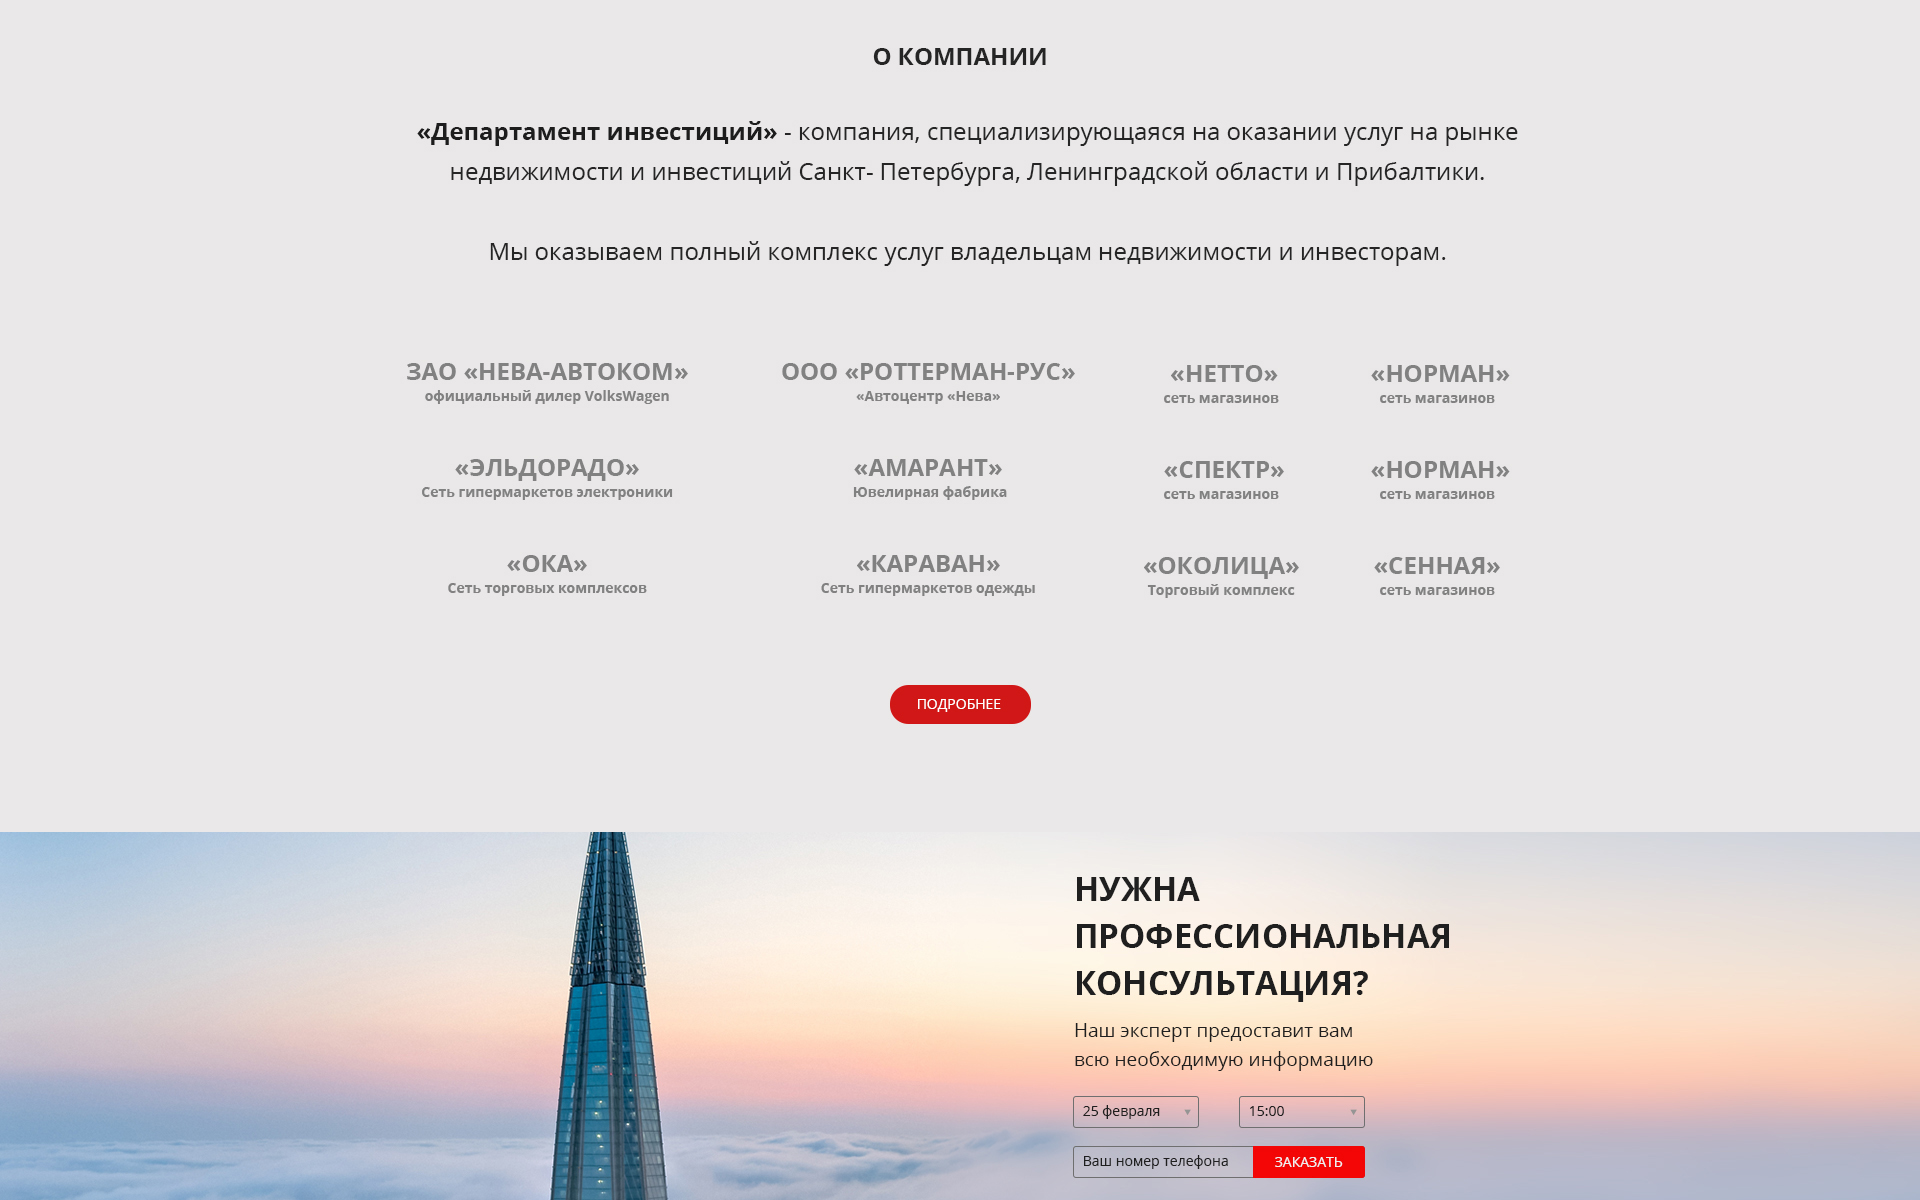 О КОМПАНИИ
«Департамент инвестиций» - компания, специализирующаяся на оказании услуг на рынке
недвижимости и инвестиций Санкт- Петербурга, Ленинградской области и Прибалтики.
Мы оказываем полный комплекс услуг владельцам недвижимости и инвесторам.
ЗАО «НЕВА-АВТОКОМ»
официальный дилер VolksWagen
ООО «РОТТЕРМАН-РУС»
«Автоцентр «Нева»
«НЕТТО»
сеть магазинов
«НОРМАН»
сеть магазинов
«ЭЛЬДОРАДО»
Сеть гипермаркетов электроники
«АМАРАНТ»
Ювелирная фабрика
«СПЕКТР»
сеть магазинов
«НОРМАН»
сеть магазинов
«ОКА»
Сеть торговых комплексов
«КАРАВАН»
Сеть гипермаркетов одежды
«ОКОЛИЦА»
Торговый комплекс
«СЕННАЯ»
сеть магазинов
ПОДРОБНЕЕ
НУЖНА
ПРОФЕССИОНАЛЬНАЯ
КОНСУЛЬТАЦИЯ?
Наш эксперт предоставит вам
всю необходимую информацию
25 февраля
15:00
Ваш номер телефона
ЗАКАЗАТЬ